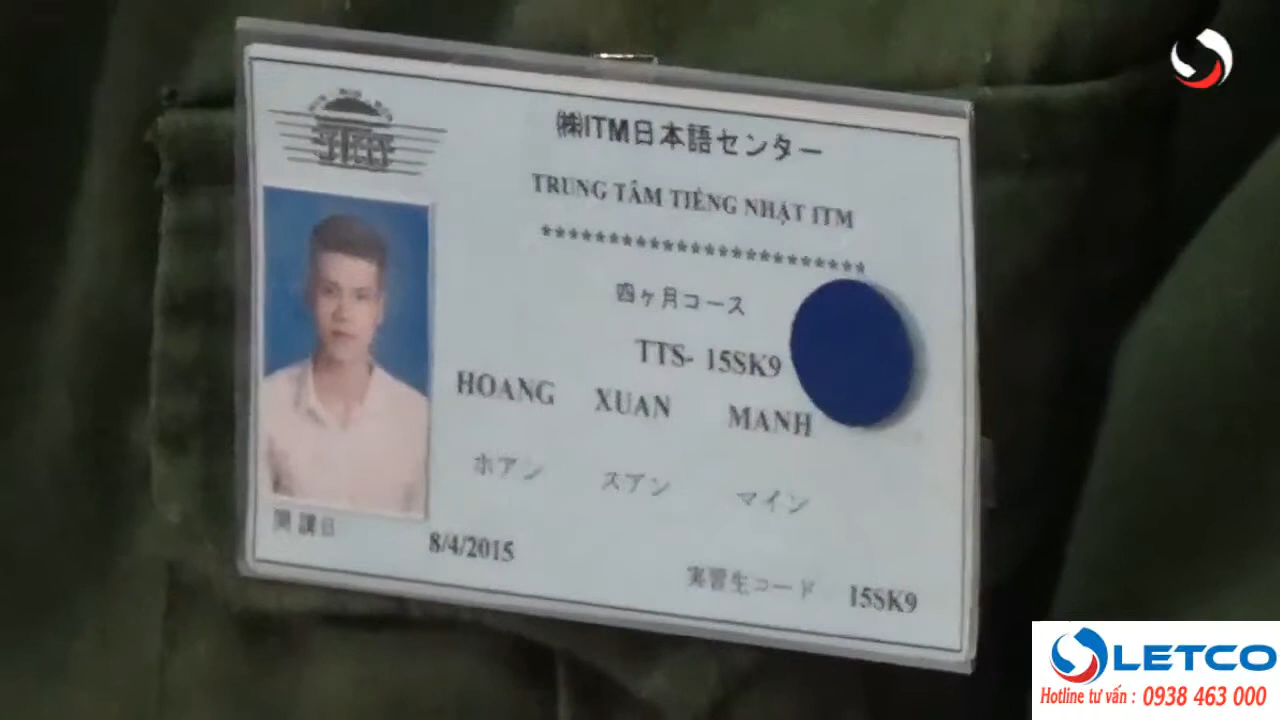 ㈱ITM日本語センター
TRUNG TÂM TIẾNG NHẬT ITM
************************
四ヶ月コース
TTS- 15SK9
HOANG XUAN MANH
ホアン スアン マイン
開講日 8/4/2015
実習生コード 15SK9
LETCO
Hotline tư vấn : 0938 463 000